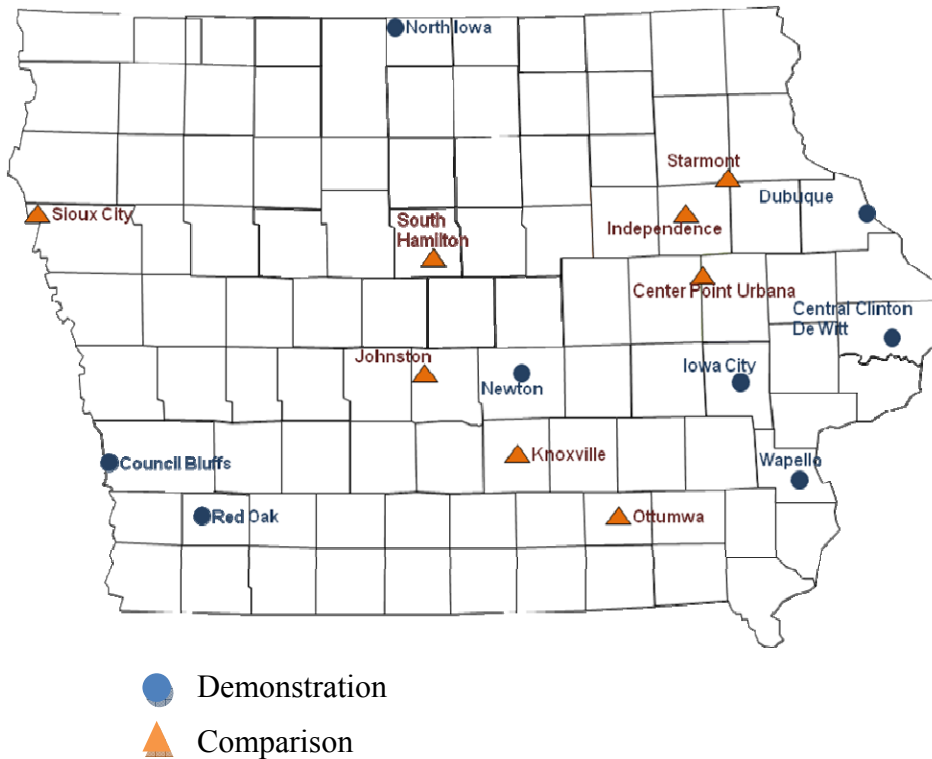 North Iowa
Starmont
Dubuque
Sioux City
South
Hamilton
Independence
Center Point Urbana
Central Clinton
De Witt
Johnston
Newton
Iowa City
Council Bluffs
Knoxville
Wapello
Red Oak
Ottumwa
Demonstration
Comparison